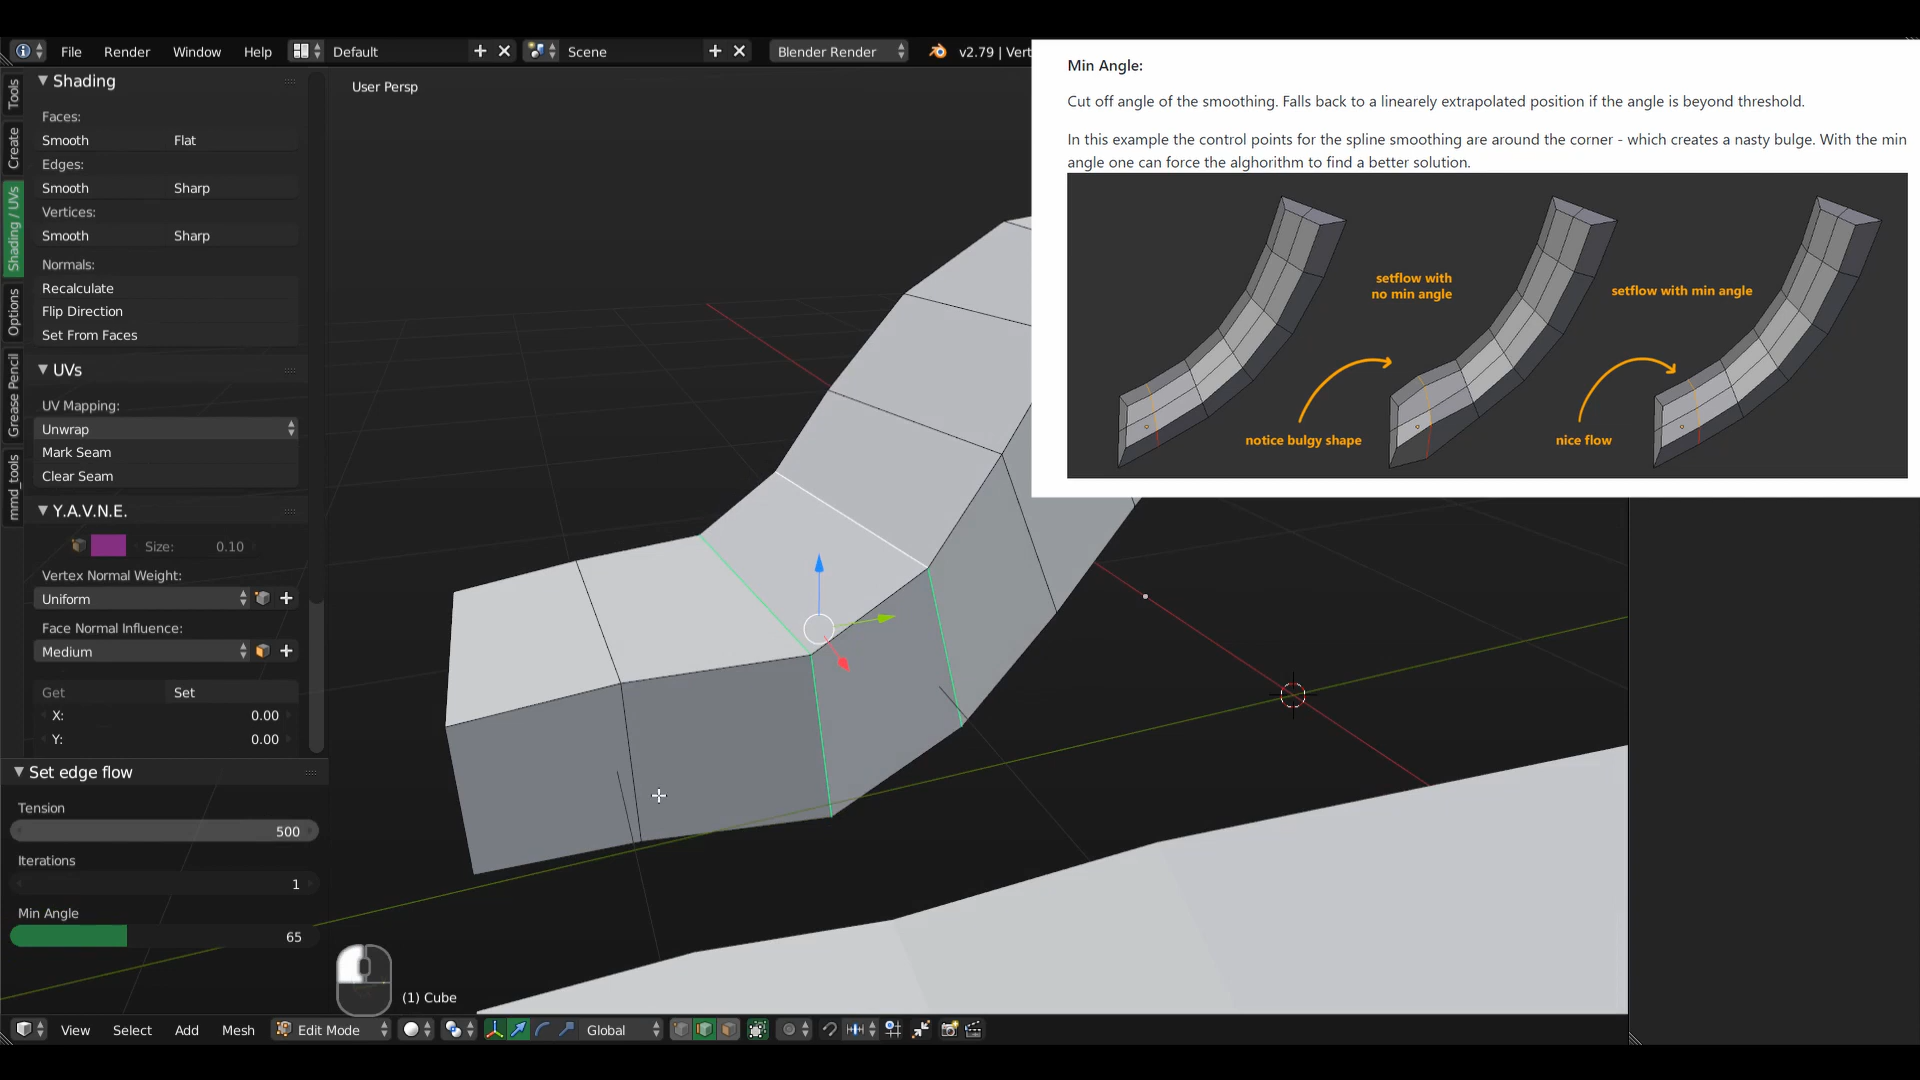 File Render Window Help Default Scene Blender Render v2.79 | Vert
Tools
Create
Shading / UVs
Options
Grease Pencil
mmd_tools
Shading
Faces:
Smooth Flat
Edges:
Smooth Sharp
Vertices:
Smooth Sharp
Normals:
Recalculate
Flip Direction
Set From Faces
UVs
UV Mapping:
Unwrap
Mark Seam
Clear Seam
Y.A.V.N.E.
Size: 0.10
Vertex Normal Weight:
Uniform
Face Normal Influence:
Medium
Get Set
X: 0.00
Y: 0.00
Set edge flow
Tension
500
Iterations
1
Min Angle
65
User Persp
Min Angle:
Cut off angle of the smoothing. Falls back to a linearely extrapolated position if the angle is beyond threshold.
In this example the control points for the spline smoothing are around the corner - which creates a nasty bulge. With the min
angle one can force the alghorithm to find a better solution.
setflow with
no min angle
setflow with min angle
notice bulgy shape
nice flow
(1) Cube
View Select Add Mesh Edit Mode Global